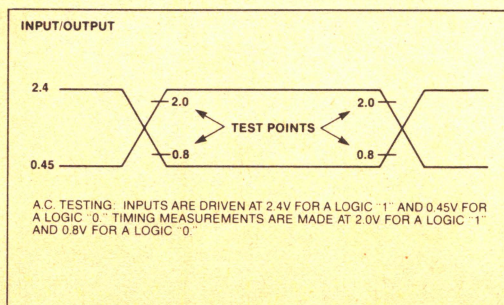 INPUT/OUTPUT
2.4
2.0
2.0
TEST POINTS
0.8
0.8
0.45
A.C. TESTING: INPUTS ARE DRIVEN AT 2.4V FOR A LOGIC "1" AND 0.45V FOR
A LOGIC "0." TIMING MEASUREMENTS ARE MADE AT 2.0V FOR A LOGIC "1"
AND 0.8V FOR A LOGIC "0."